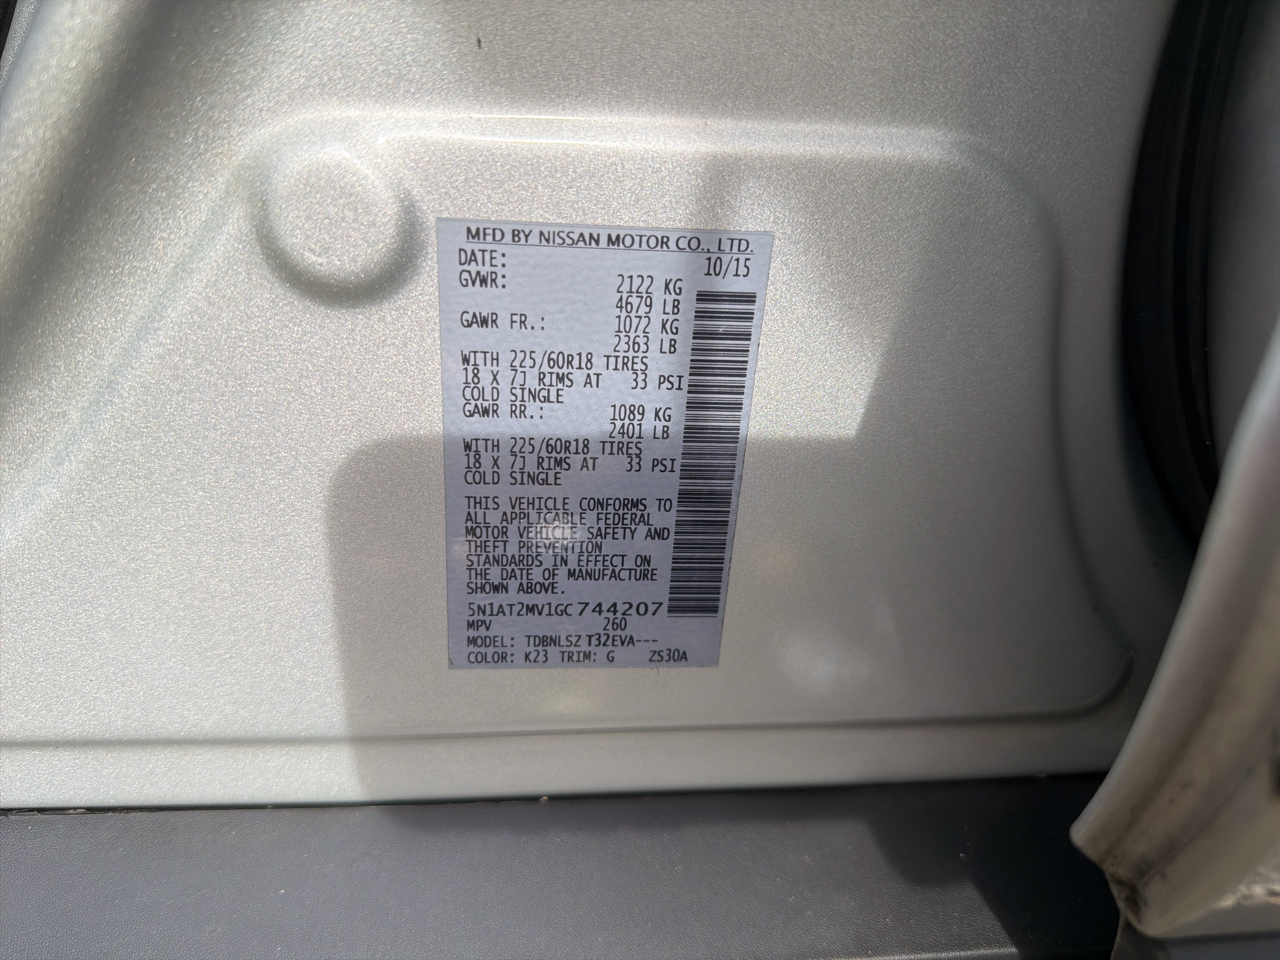 MFD BY NISSAN MOTOR CO., LTD.
DATE: 10/15
GVWR: 2122 KG
4679 LB
GAWR FR.: 1072 KG
2363 LB
WITH 225/60R18 TIRES
18 X 7J RIMS AT 33 PSI
COLD SINGLE
GAWR RR.: 1089 KG
2401 LB
WITH 225/60R18 TIRES
18 X 7J RIMS AT 33 PSI
COLD SINGLE
THIS VEHICLE CONFORMS TO
ALL APPLICABLE FEDERAL
MOTOR VEHICLE SAFETY AND
THEFT PREVENTION
STANDARDS IN EFFECT ON
THE DATE OF MANUFACTURE
SHOWN ABOVE.
5N1AT2MV1GC744207
MPV 260
MODEL: TDBNLSZ T32EVA---
COLOR: K23 TRIM: G ZS30A